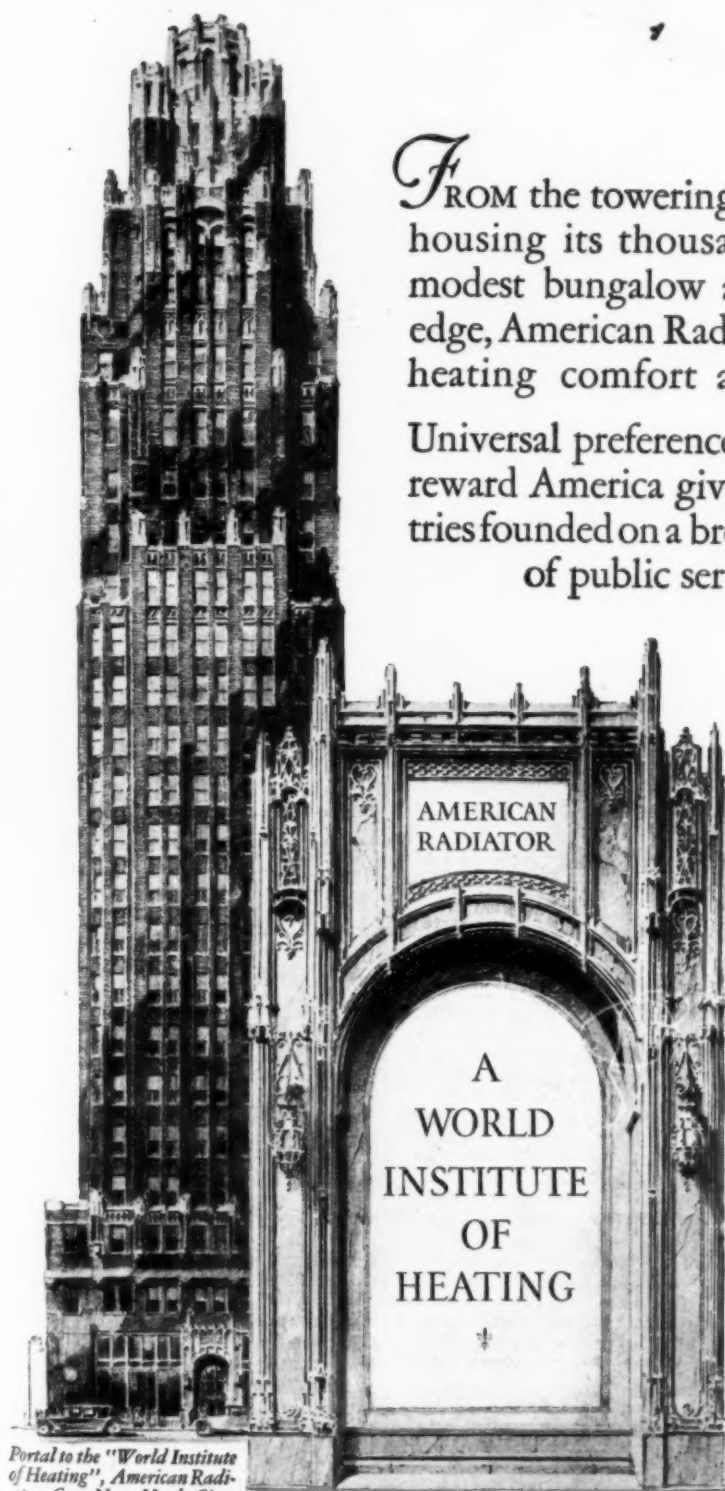 FROM the towering
housing its thousa
modest bungalow a
edge, American Rad
heating comfort a
Universal preference
reward America giv
tries founded on a bro
of public ser
AMERICAN
RADIATOR
A
WORLD
INSTITUTE
OF
HEATING
Portal to the "World Institute
of Heating", American Radi-